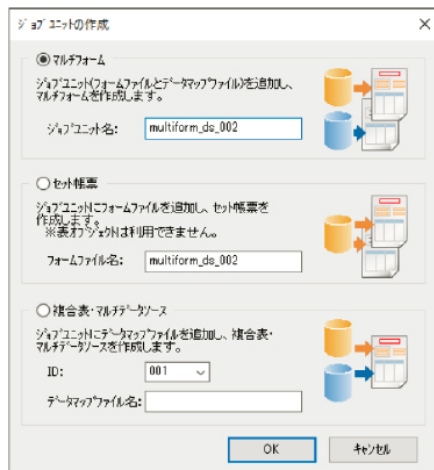 ジョブユニットの作成
マルチフォーム
ジョブユニット(フォームファイルとデータマップファイル)を追加し、
マルチフォームを作成します。
ジョブユニット名:
multiform_ds_002
セット帳票
ジョブユニットにフォームファイルを追加し、セット帳票を
作成します。
※表オブジェクトは利用できません。
フォームファイル名:
multiform_ds_002
複合表・マルチデータソース
ジョブユニットにデータマップファイルを追加し、複合表・
マルチデータソースを作成します。
ID:
001
データマップファイル名:
OK
キャンセル